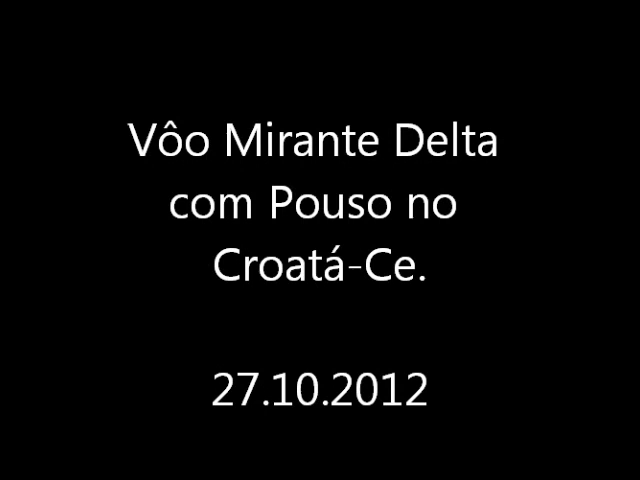 Vôo Mirante Delta
com Pouso no
Croatá-Ce.
27.10.2012